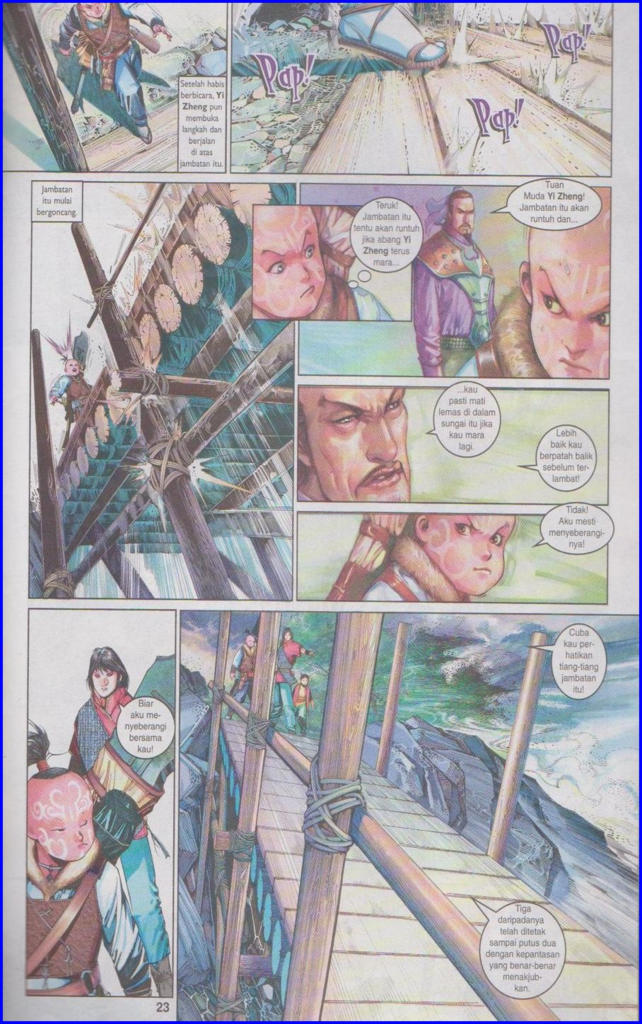 Setelah habis
berbicara, Yi
Zheng pun
membuka
langkah dan
berjalan
di atas
jambatan itu.
Pap!
Pap!
Pap!
Jambatan
itu mulai
bergoncang.
Teruk!
Jambatan itu
tentu akan runtuh
jika abang Yi
Zheng terus
mara...
Tuan
Muda Yi Zheng!
Jambatan itu akan
runtuh dan...
...kau
pasti mati
lemas di dalam
sungai itu jika
kau mara
lagi.
Lebih
baik kau
berpatah balik
sebelum ter-
lambat!
Tidak!
Aku mesti
menyeberangi-
nya!
Biar
aku me-
nyeberangi
bersama
kau!
Cuba
kau per-
hatikan
tiang-tiang
jambatan
itu!
Tiga
daripadanya
telah ditetak
sampai putus dua
dengan kepantasan
yang benar-benar
menakjub-
kan.
23